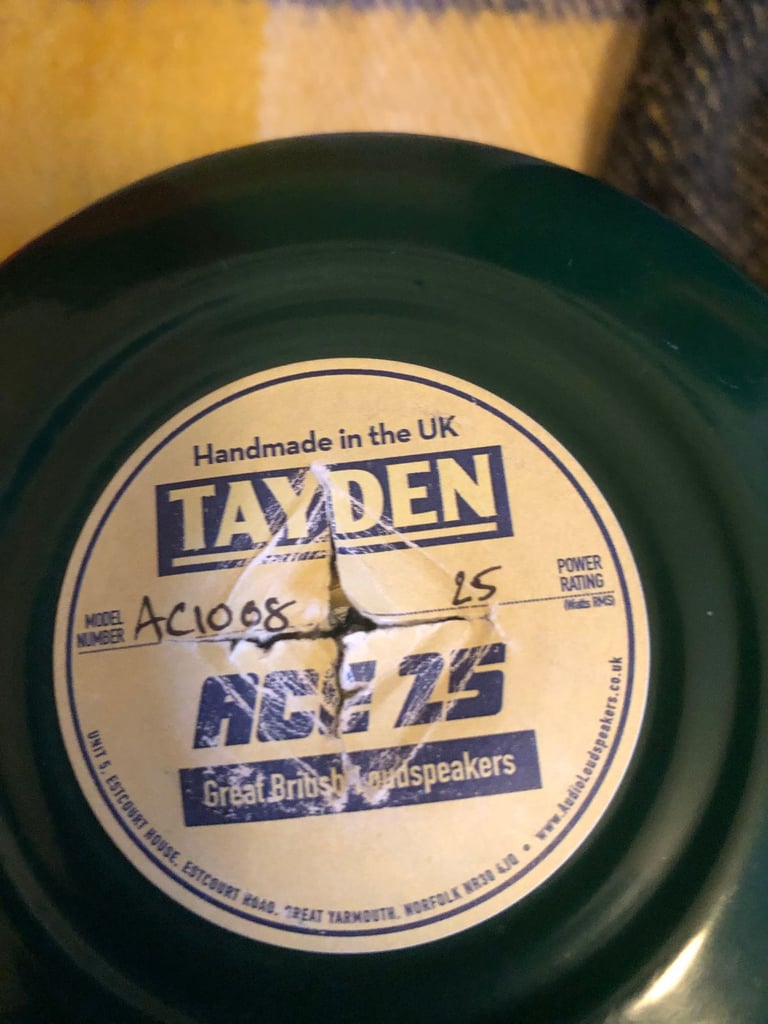 Handmade in the UK
TAYDEN
MODEL
NUMBER
AC1008
25
POWER
RATING
(Watts RMS)
ACE 25
Great British Loudspeakers
UNIT 5, ESTCOURT HOUSE, ESTCOURT ROAD, GREAT YARMOUTH, NORFOLK NR30 4JQ • www.AudioLoudspeakers.co.uk